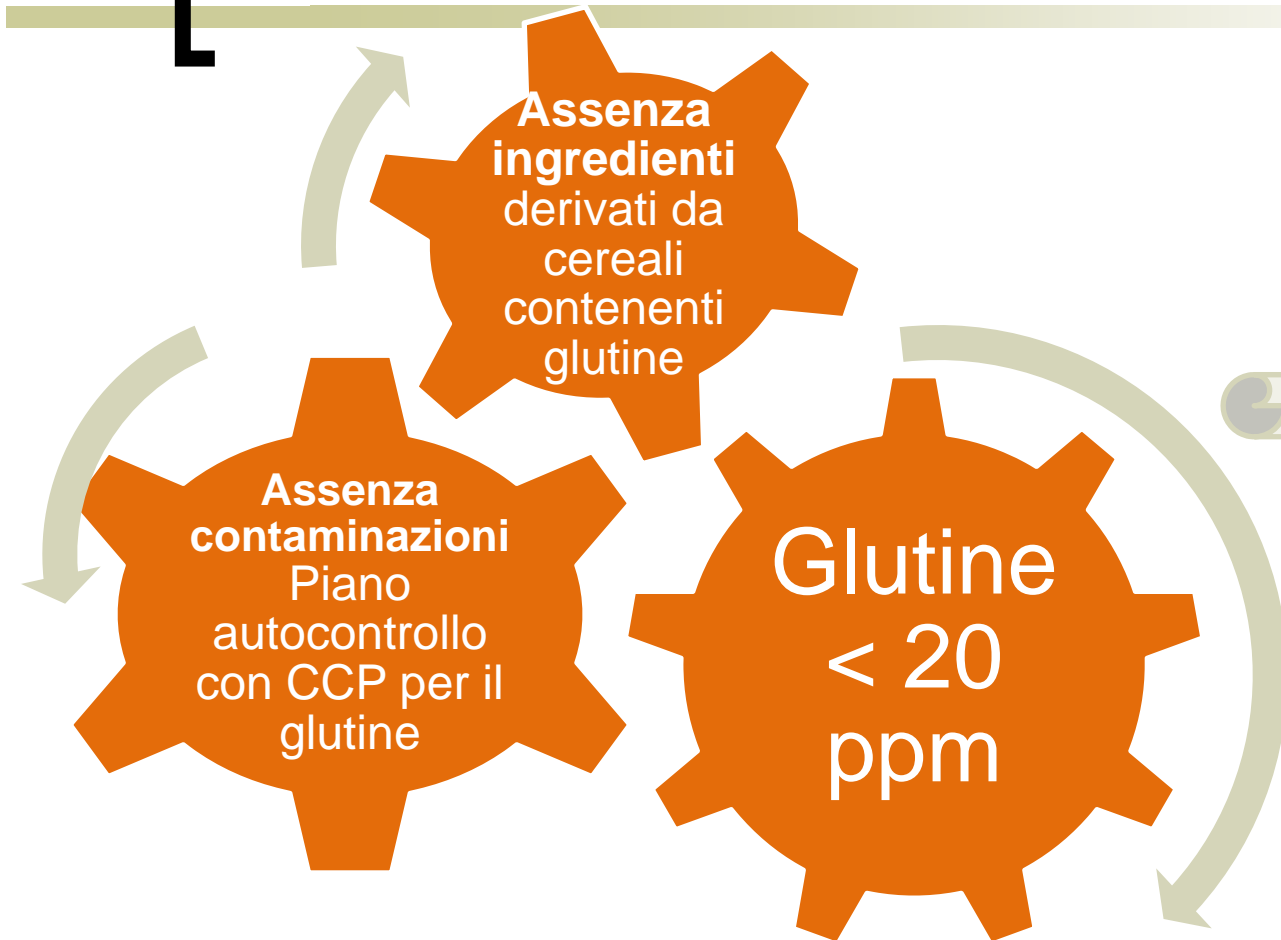 Assenza
ingredienti
derivati da
cereali
contenenti
glutine
Assenza
contaminazioni
Piano
autocontrollo
con CCP per il
glutine
Glutine
< 20
ppm